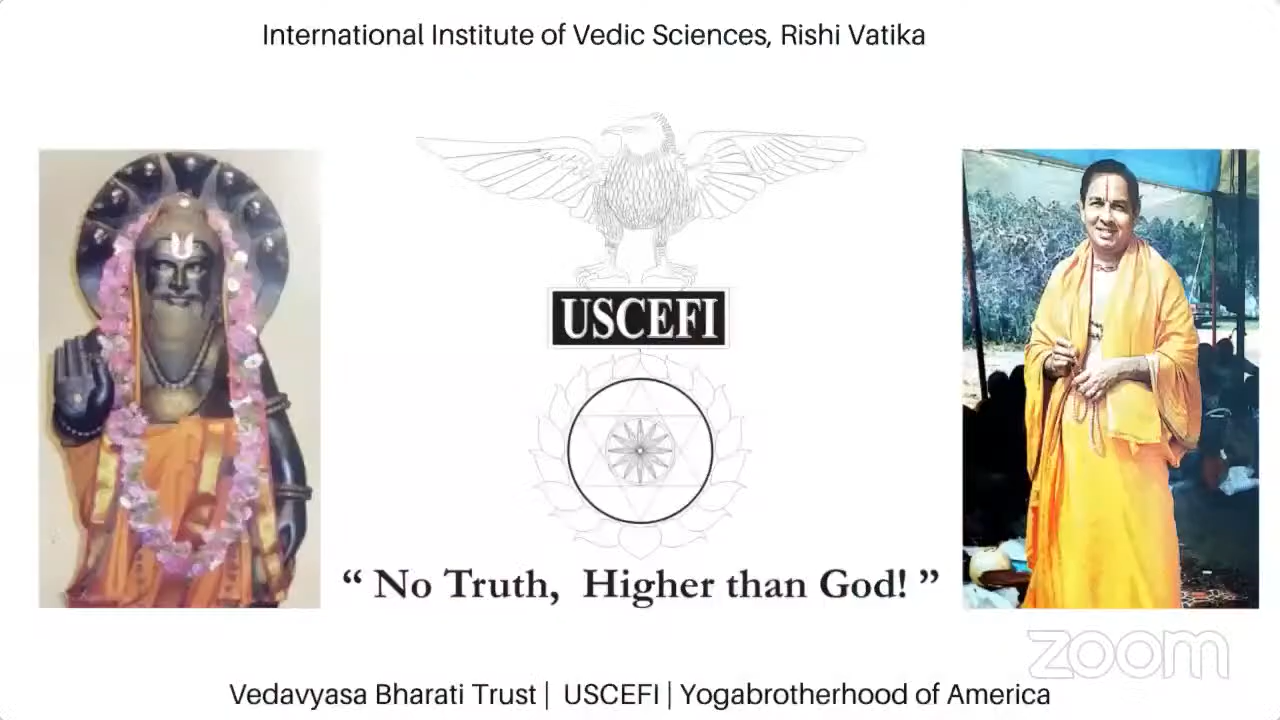 International Institute of Vedic Sciences, Rishi Vatika
USCEFI
“ No Truth, Higher than God! ”
zoom
Vedavyasa Bharati Trust | USCEFI | Yogabrotherhood of America